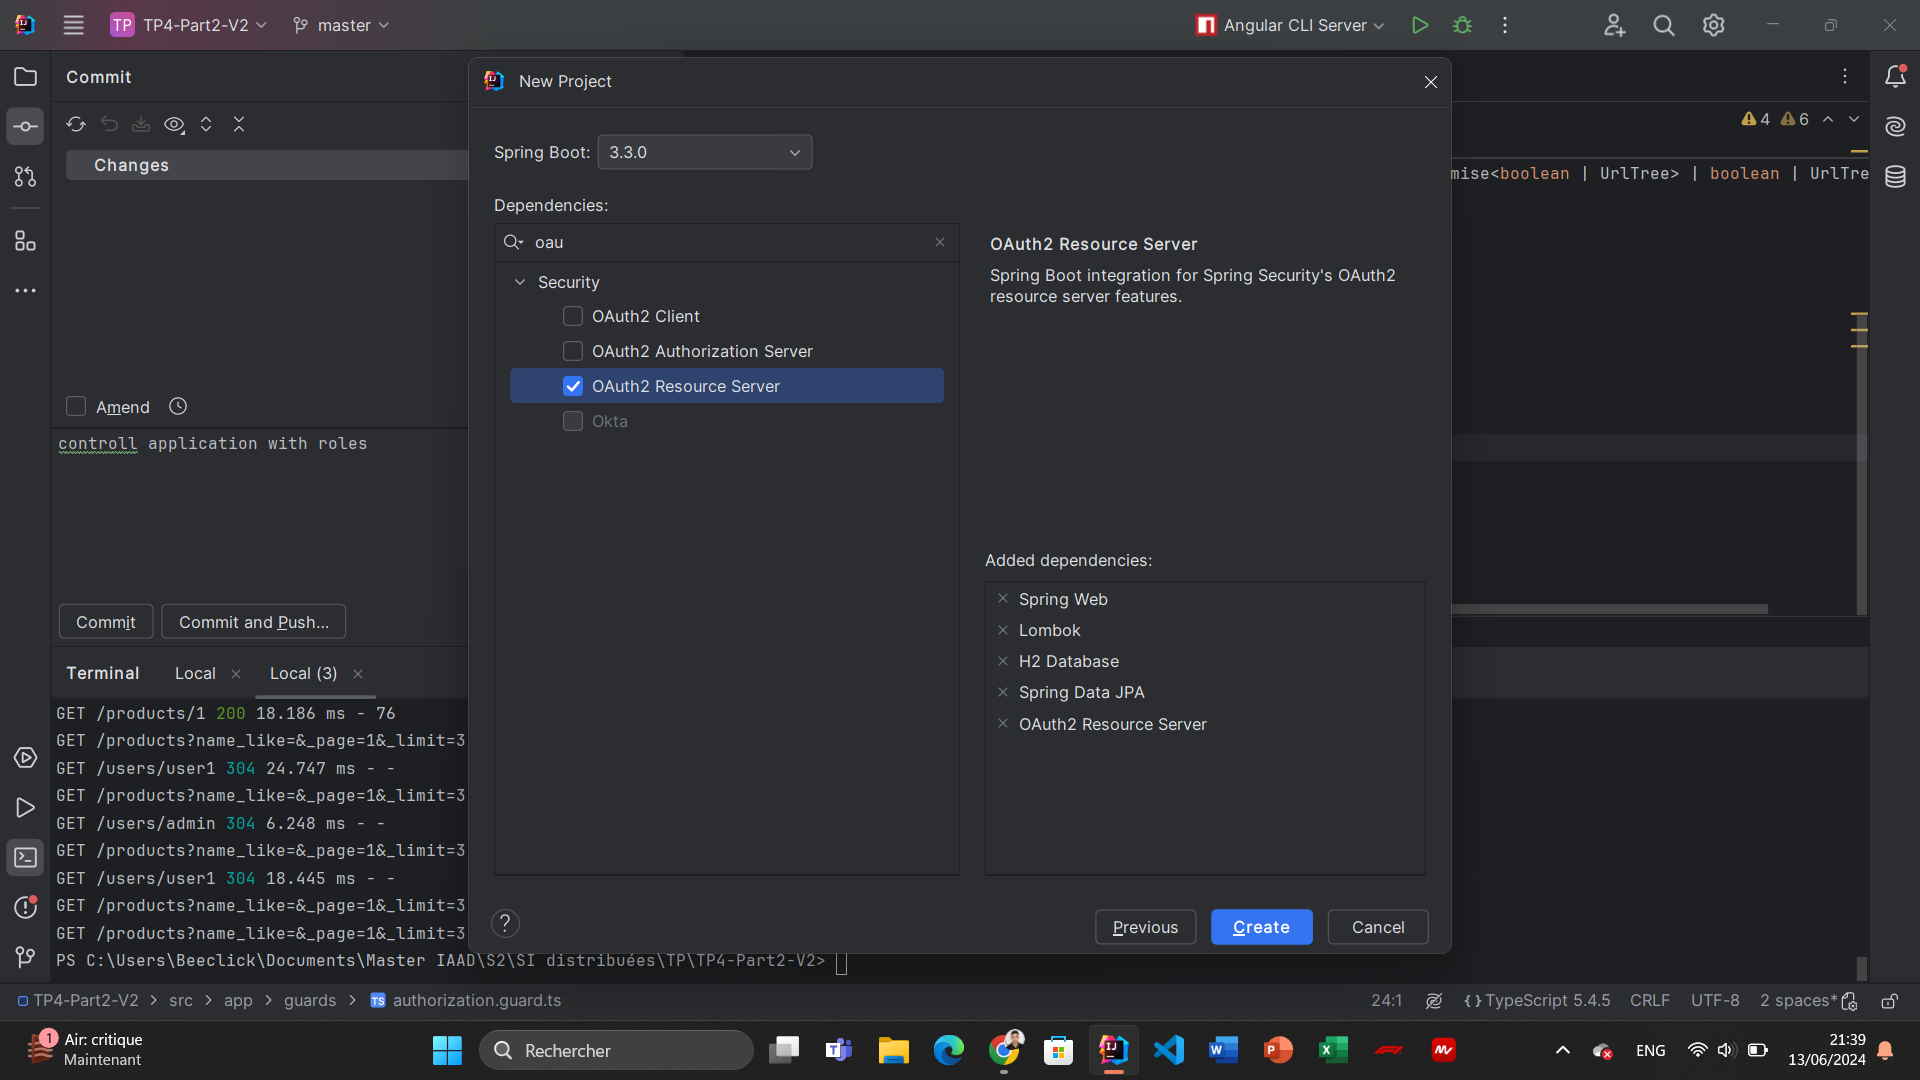 TP TP4-Part2-V2 master Angular CLI Server
Commit
Changes
Amend
controll application with roles
Commit Commit and Push...
New Project
Spring Boot: 3.3.0
Dependencies:
oau
Security
OAuth2 Client
OAuth2 Authorization Server
OAuth2 Resource Server
Okta
OAuth2 Resource Server
Spring Boot integration for Spring Security's OAuth2
resource server features.
Added dependencies:
Spring Web
Lombok
H2 Database
Spring Data JPA
OAuth2 Resource Server
? Previous Create Cancel
4 6
mise<boolean | UrlTree> | boolean | UrlTre
Terminal Local Local (3)
GET /products/1 200 18.186 ms - 76
GET /products?name_like=&_page=1&_limit=3
GET /users/user1 304 24.747 ms - -
GET /products?name_like=&_page=1&_limit=3
GET /users/admin 304 6.248 ms - -
GET /products?name_like=&_page=1&_limit=3
GET /users/user1 304 18.445 ms - -
GET /products?name_like=&_page=1&_limit=3
GET /products?name_like=&_page=1&_limit=3
PS C:\Users\Beeclick\Documents\Master IAAD\S2\SI distribuées\TP\TP4-Part2-V2>
TP4-Part2-V2 > src > app > guards > TS authorization.guard.ts 24:1 {} TypeScript 5.4.5 CRLF UTF-8 2 spaces*
1 Air: critique
Maintenant
Rechercher
ENG
21:39
13/06/2024